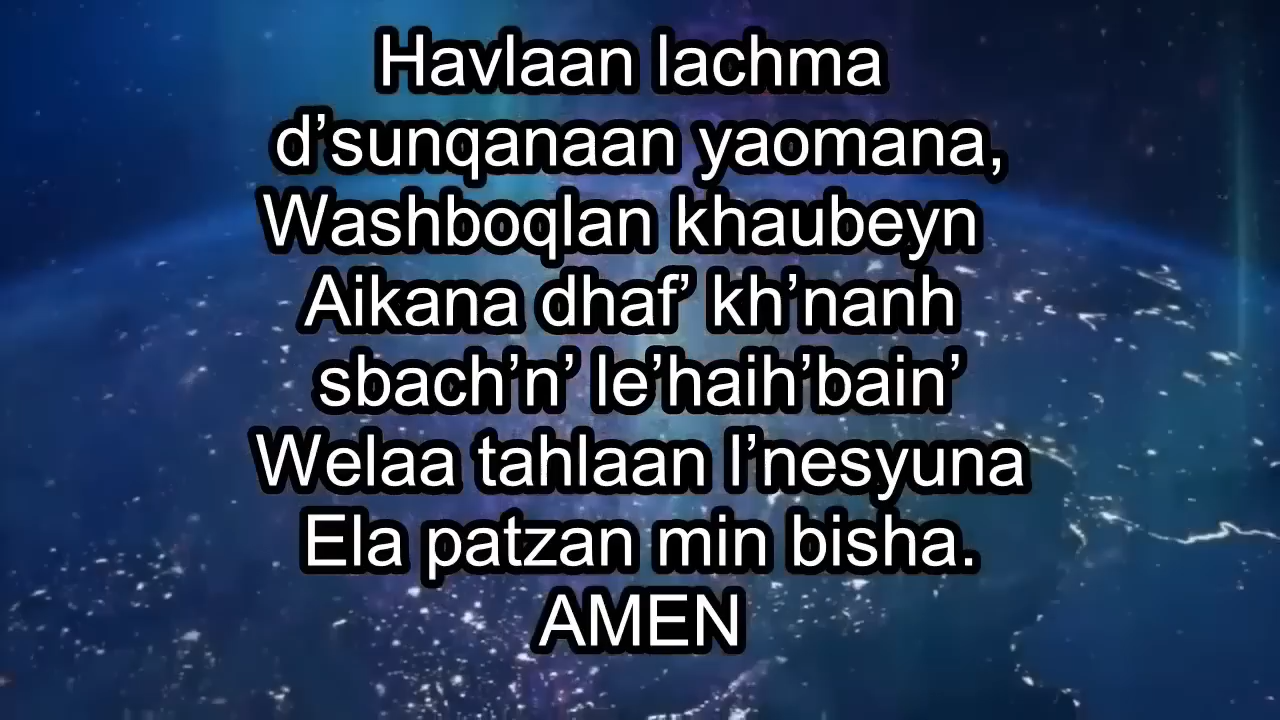 Havlaan lachma
d’sunqanaan yaomana,
Washboqlan khaubeyn
Aikana dhaf’ kh’nanh
sbach’n’ le’haih’bain’
Welaa tahlaan l’nesyuna
Ela patzan min bisha.
AMEN